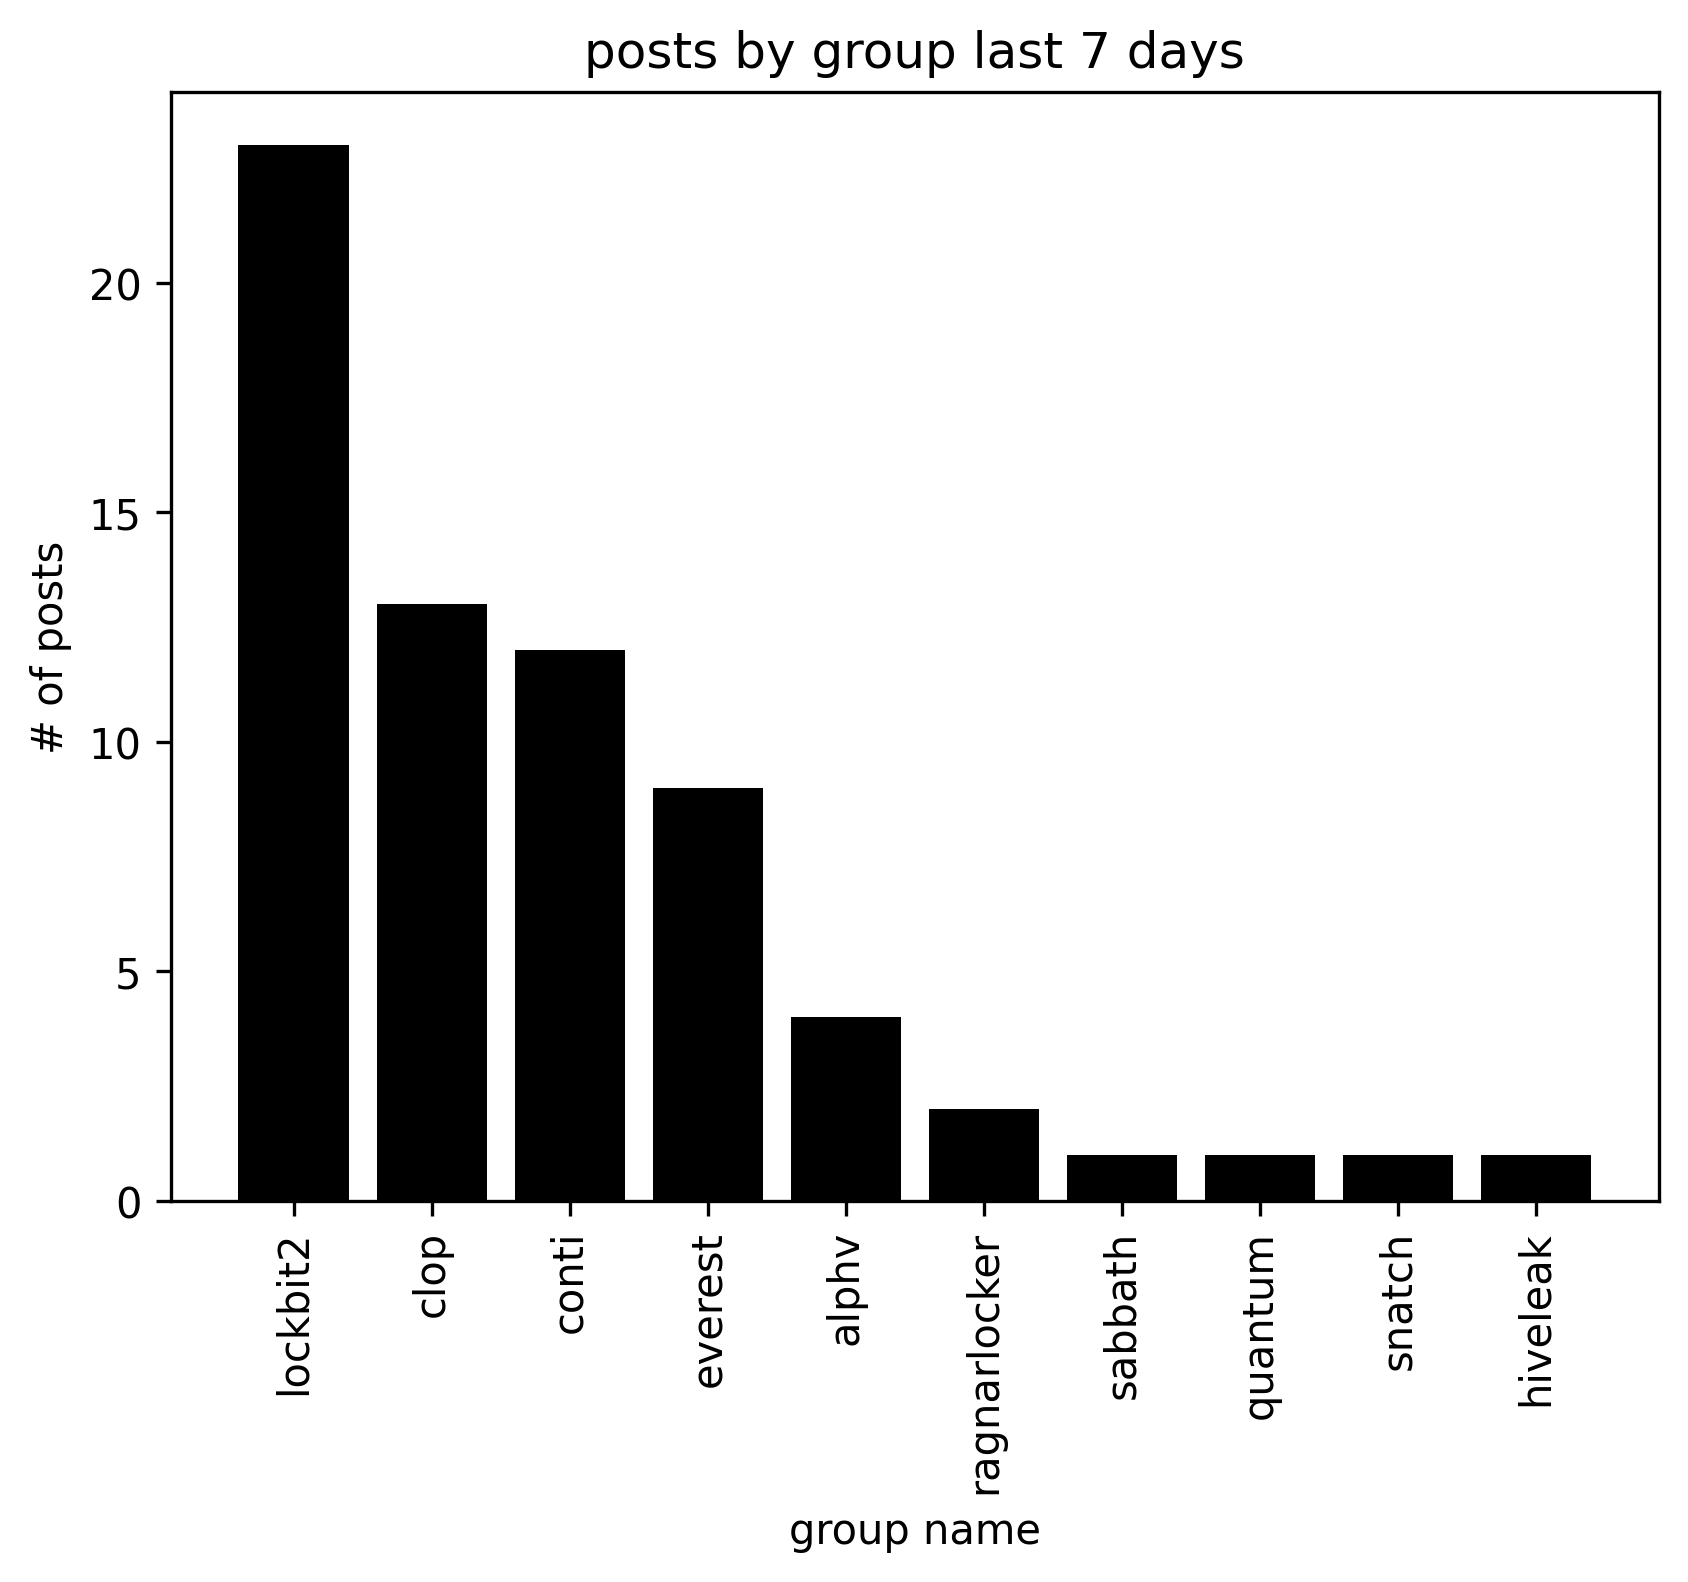 posts by group last 7 days
# of posts
20
15
10
5
0
lockbit2
clop
conti
everest
alphv
ragnarlocker
sabbath
quantum
snatch
hiveleak
group name